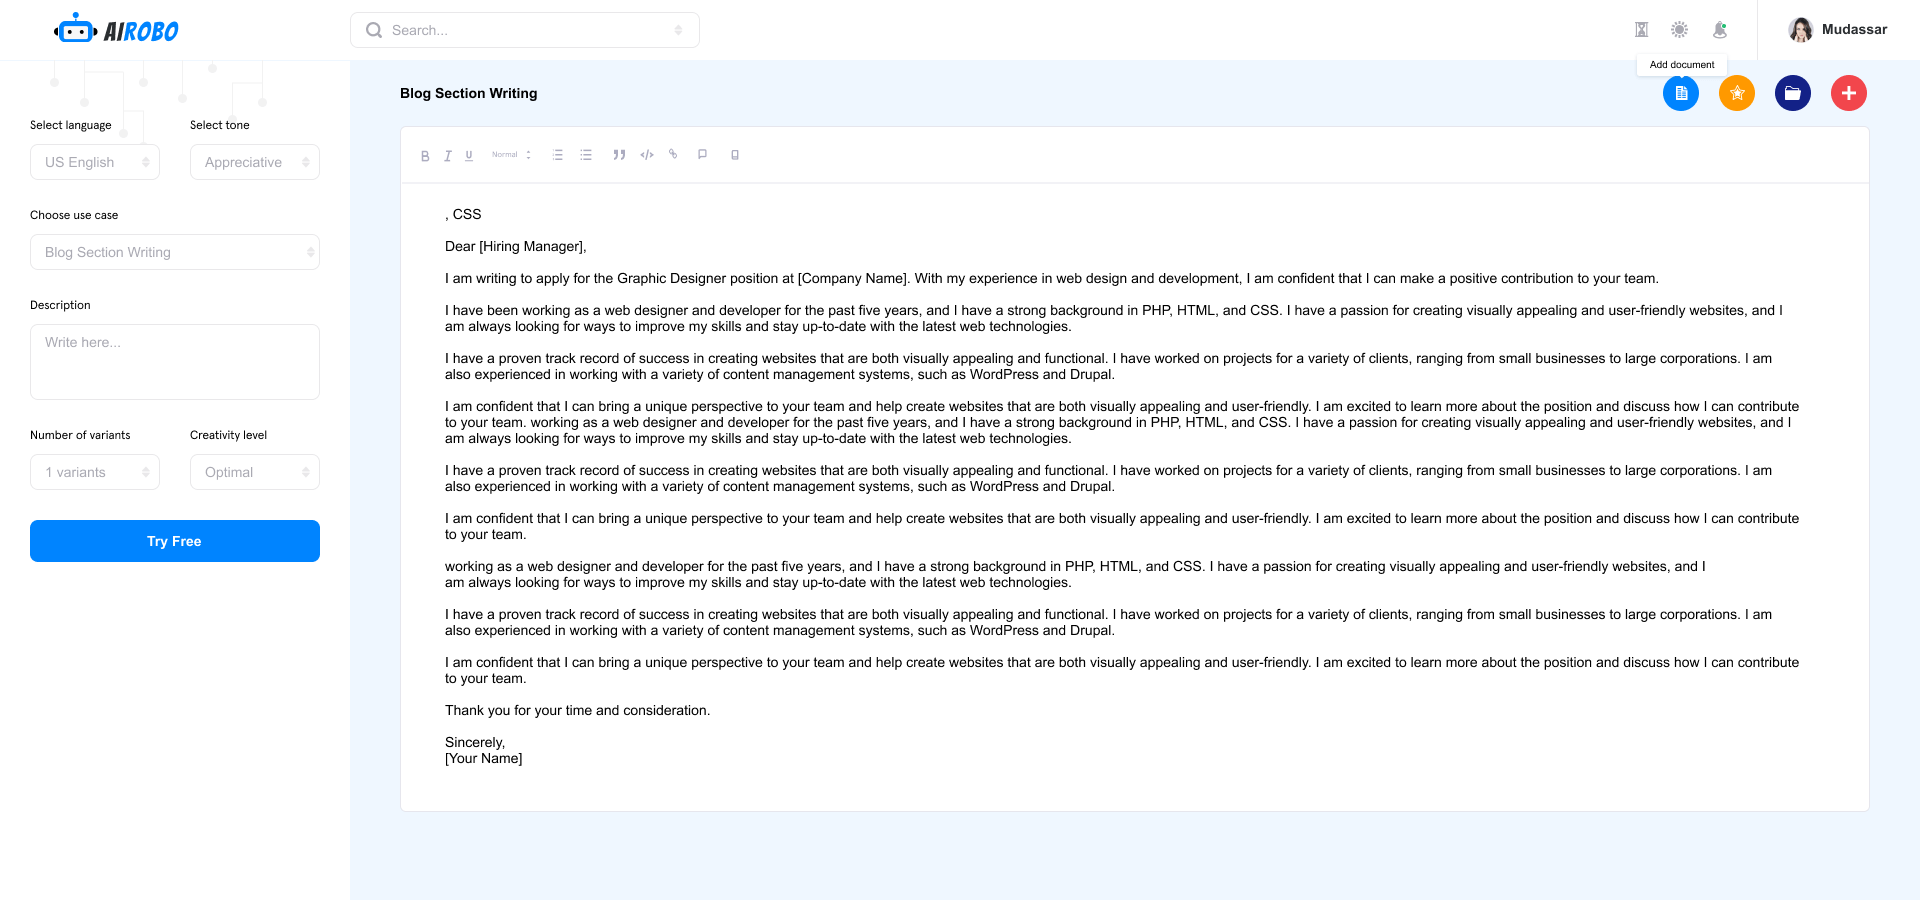 AIROBO
Search...
Mudassar
Add document
Blog Section Writing
Select language
Select tone
US English
Appreciative
Choose use case
Blog Section Writing
Description
Write here...
Number of variants
Creativity level
1 variants
Optimal
Try Free
B I U Normal
, CSS
Dear [Hiring Manager],
I am writing to apply for the Graphic Designer position at [Company Name]. With my experience in web design and development, I am confident that I can make a positive contribution to your team.
I have been working as a web designer and developer for the past five years, and I have a strong background in PHP, HTML, and CSS. I have a passion for creating visually appealing and user-friendly websites, and I
am always looking for ways to improve my skills and stay up-to-date with the latest web technologies.
I have a proven track record of success in creating websites that are both visually appealing and functional. I have worked on projects for a variety of clients, ranging from small businesses to large corporations. I am
also experienced in working with a variety of content management systems, such as WordPress and Drupal.
I am confident that I can bring a unique perspective to your team and help create websites that are both visually appealing and user-friendly. I am excited to learn more about the position and discuss how I can contribute
to your team. working as a web designer and developer for the past five years, and I have a strong background in PHP, HTML, and CSS. I have a passion for creating visually appealing and user-friendly websites, and I
am always looking for ways to improve my skills and stay up-to-date with the latest web technologies.
I have a proven track record of success in creating websites that are both visually appealing and functional. I have worked on projects for a variety of clients, ranging from small businesses to large corporations. I am
also experienced in working with a variety of content management systems, such as WordPress and Drupal.
I am confident that I can bring a unique perspective to your team and help create websites that are both visually appealing and user-friendly. I am excited to learn more about the position and discuss how I can contribute
to your team.
working as a web designer and developer for the past five years, and I have a strong background in PHP, HTML, and CSS. I have a passion for creating visually appealing and user-friendly websites, and I
am always looking for ways to improve my skills and stay up-to-date with the latest web technologies.
I have a proven track record of success in creating websites that are both visually appealing and functional. I have worked on projects for a variety of clients, ranging from small businesses to large corporations. I am
also experienced in working with a variety of content management systems, such as WordPress and Drupal.
I am confident that I can bring a unique perspective to your team and help create websites that are both visually appealing and user-friendly. I am excited to learn more about the position and discuss how I can contribute
to your team.
Thank you for your time and consideration.
Sincerely,
[Your Name]